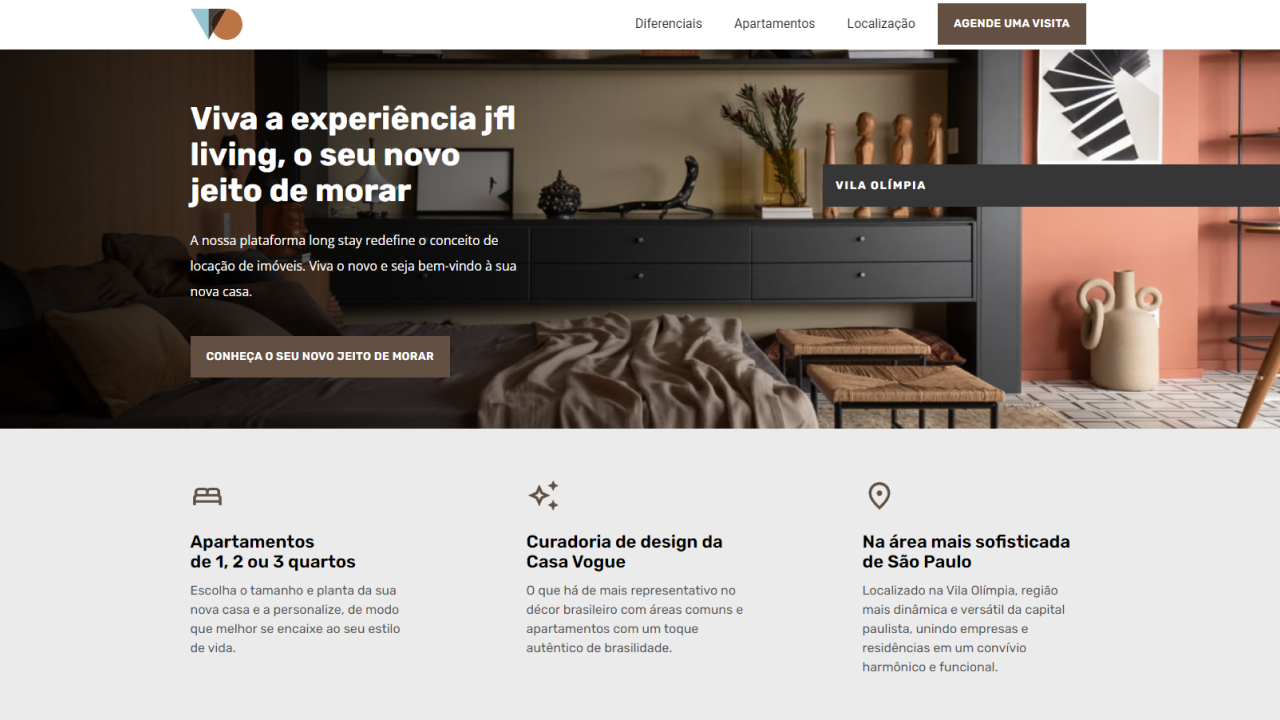 Diferenciais
Apartamentos
Localização
AGENDE UMA VISITA
Viva a experiência jfl
living, o seu novo
jeito de morar
VILA OLÍMPIA
A nossa plataforma long stay redefine o conceito de
locação de imóveis. Viva o novo e seja bem-vindo à sua
nova casa.
CONHEÇA O SEU NOVO JEITO DE MORAR
Apartamentos
de 1, 2 ou 3 quartos
Escolha o tamanho e planta da sua
nova casa e a personalize, de modo
que melhor se encaixe ao seu estilo
de vida.
Curadoria de design da
Casa Vogue
O que há de mais representativo no
décor brasileiro com áreas comuns e
apartamentos com um toque
autêntico de brasilidade.
Na área mais sofisticada
de São Paulo
Localizado na Vila Olímpia, região
mais dinâmica e versátil da capital
paulista, unindo empresas e
residências em um convívio
harmônico e funcional.